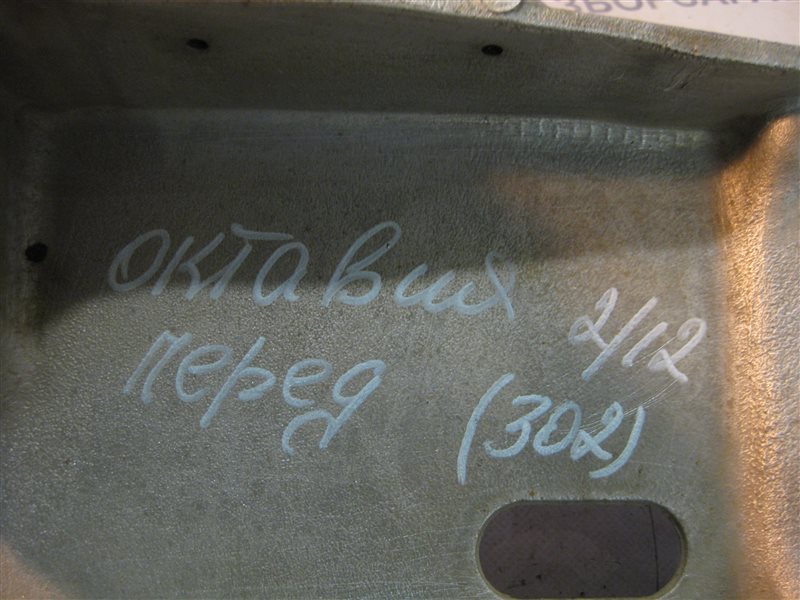 октавия 2/12
перед (302)